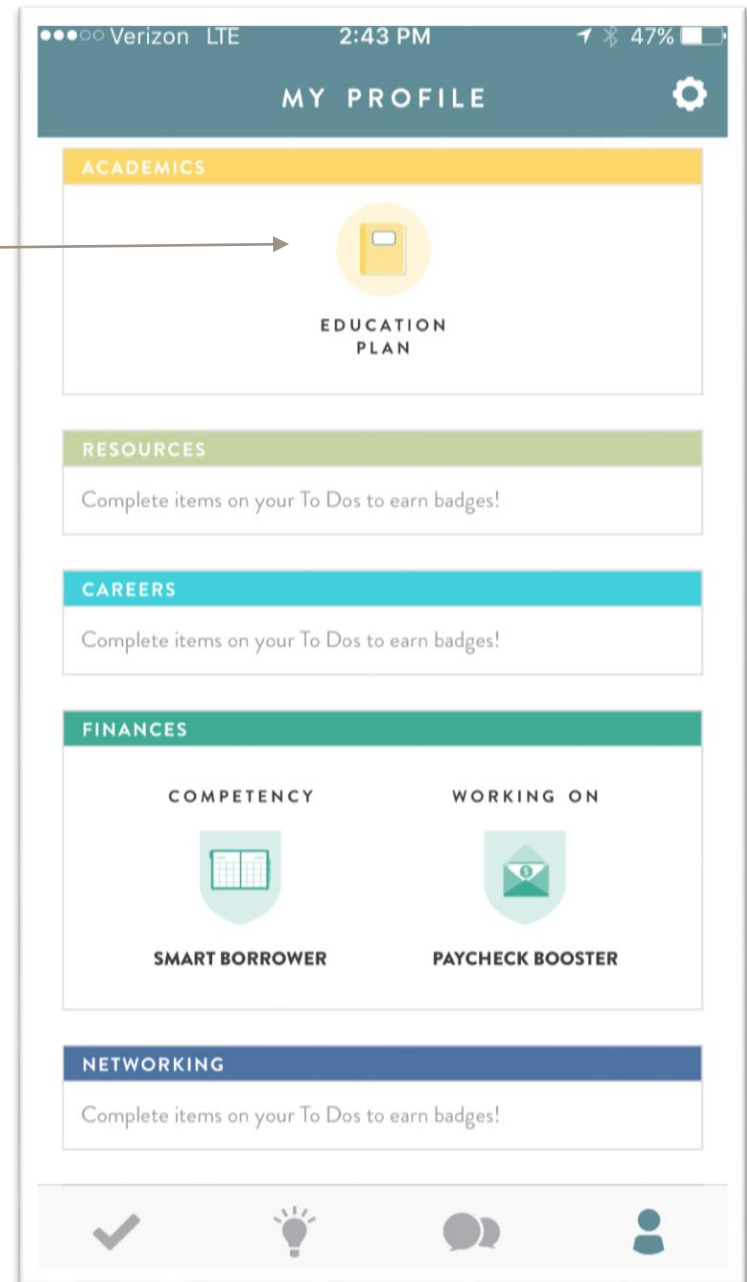 Verizon LTE 2:43 PM 47%
MY PROFILE
ACADEMICS
EDUCATION
PLAN
RESOURCES
Complete items on your To Dos to earn badges!
CAREERS
Complete items on your To Dos to earn badges!
FINANCES
COMPETENCY WORKING ON
SMART BORROWER PAYCHECK BOOSTER
NETWORKING
Complete items on your To Dos to earn badges!